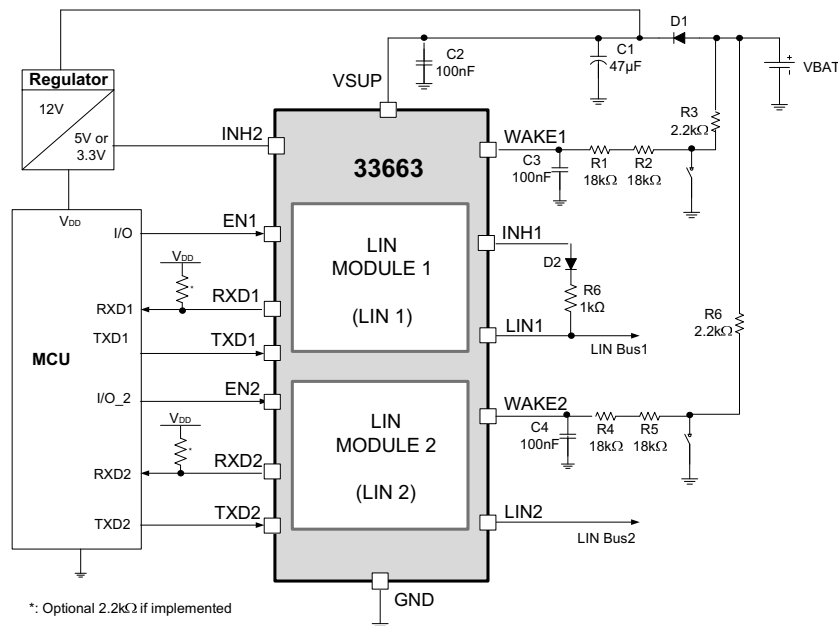 D1
C2
100nF
C1
47µF
VBAT
+
-
VSUP
Regulator
12V
5V or
3.3V
R3
2.2kΩ
INH2
WAKE1
33663
C3
100nF
R1
18kΩ
R2
18kΩ
VDD
I/O
EN1
INH1
LIN
MODULE 1
(LIN 1)
D2
VDD
*
R6
1kΩ
RXD1
RXD1
R6
2.2kΩ
TXD1
TXD1
LIN1
LIN Bus1
MCU
I/O_2
EN2
WAKE2
LIN
MODULE 2
(LIN 2)
VDD
*
C4
100nF
R4
18kΩ
R5
18kΩ
RXD2
RXD2
TXD2
TXD2
LIN2
LIN Bus2
GND
*: Optional 2.2kΩ if implemented